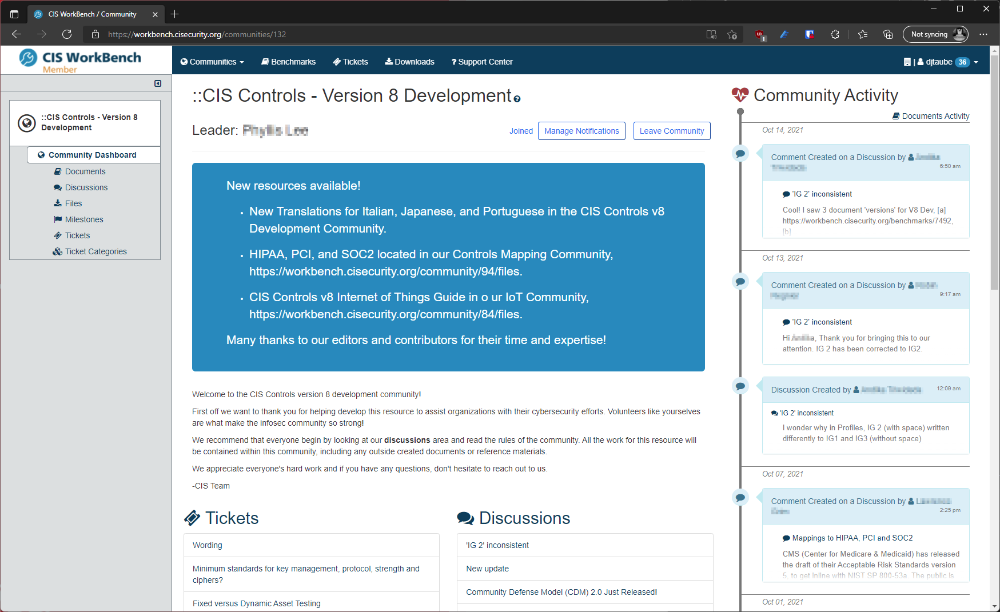 CIS WorkBench / Community
https://workbench.cisecurity.org/communities/132
Not syncing
CIS WorkBench
Member
Communities
Benchmarks
Tickets
Downloads
? Support Center
djtaube 36
::CIS Controls - Version 8
Development
Community Dashboard
Documents
Discussions
Files
Milestones
Tickets
Ticket Categories
::CIS Controls - Version 8 Development
Leader:
Joined
Manage Notifications
Leave Community
New resources available!
• New Translations for Italian, Japanese, and Portuguese in the CIS Controls v8
Development Community.
• HIPAA, PCI, and SOC2 located in our Controls Mapping Community,
https://workbench.cisecurity.org/community/94/files.
• CIS Controls v8 Internet of Things Guide in o ur IoT Community,
https://workbench.cisecurity.org/community/84/files.
Many thanks to our editors and contributors for their time and expertise!
Welcome to the CIS Controls version 8 development community!
First off we want to thank you for helping develop this resource to assist organizations with their cybersecurity efforts. Volunteers like yourselves
are what make the infosec community so strong!
We recommend that everyone begin by looking at our discussions area and read the rules of the community. All the work for this resource will
be contained within this community, including any outside created documents or reference materials.
We appreciate everyone's hard work and if you have any questions, don't hesitate to reach out to us.
-CIS Team
Tickets
Wording
Minimum standards for key management, protocol, strength and
ciphers?
Fixed versus Dynamic Asset Testing
Discussions
'IG 2' inconsistent
New update
Community Defense Model (CDM) 2.0 Just Released!
Community Activity
Documents Activity
Oct 14, 2021
Comment Created on a Discussion by
6:50 am
'IG 2' inconsistent
Cool! I saw 3 document 'versions' for V8 Dev, [a]
https://workbench.cisecurity.org/benchmarks/7492,
[b]
Oct 13, 2021
Comment Created on a Discussion by
9:17 am
'IG 2' inconsistent
Hi Thank you for bringing this to our
attention. IG 2 has been corrected to IG2.
Discussion Created by
12:09 am
'IG 2' inconsistent
I wonder why in Profiles, IG 2 (with space) written
differently to IG1 and IG3 (without space)
Oct 07, 2021
Comment Created on a Discussion by
2:25 pm
Mappings to HIPAA, PCI and SOC2
CMS (Center for Medicare & Medicaid) has released
the draft of their Acceptable Risk Standards version
5, to get inline with NIST SP 800-53a. The public is
Oct 01, 2021